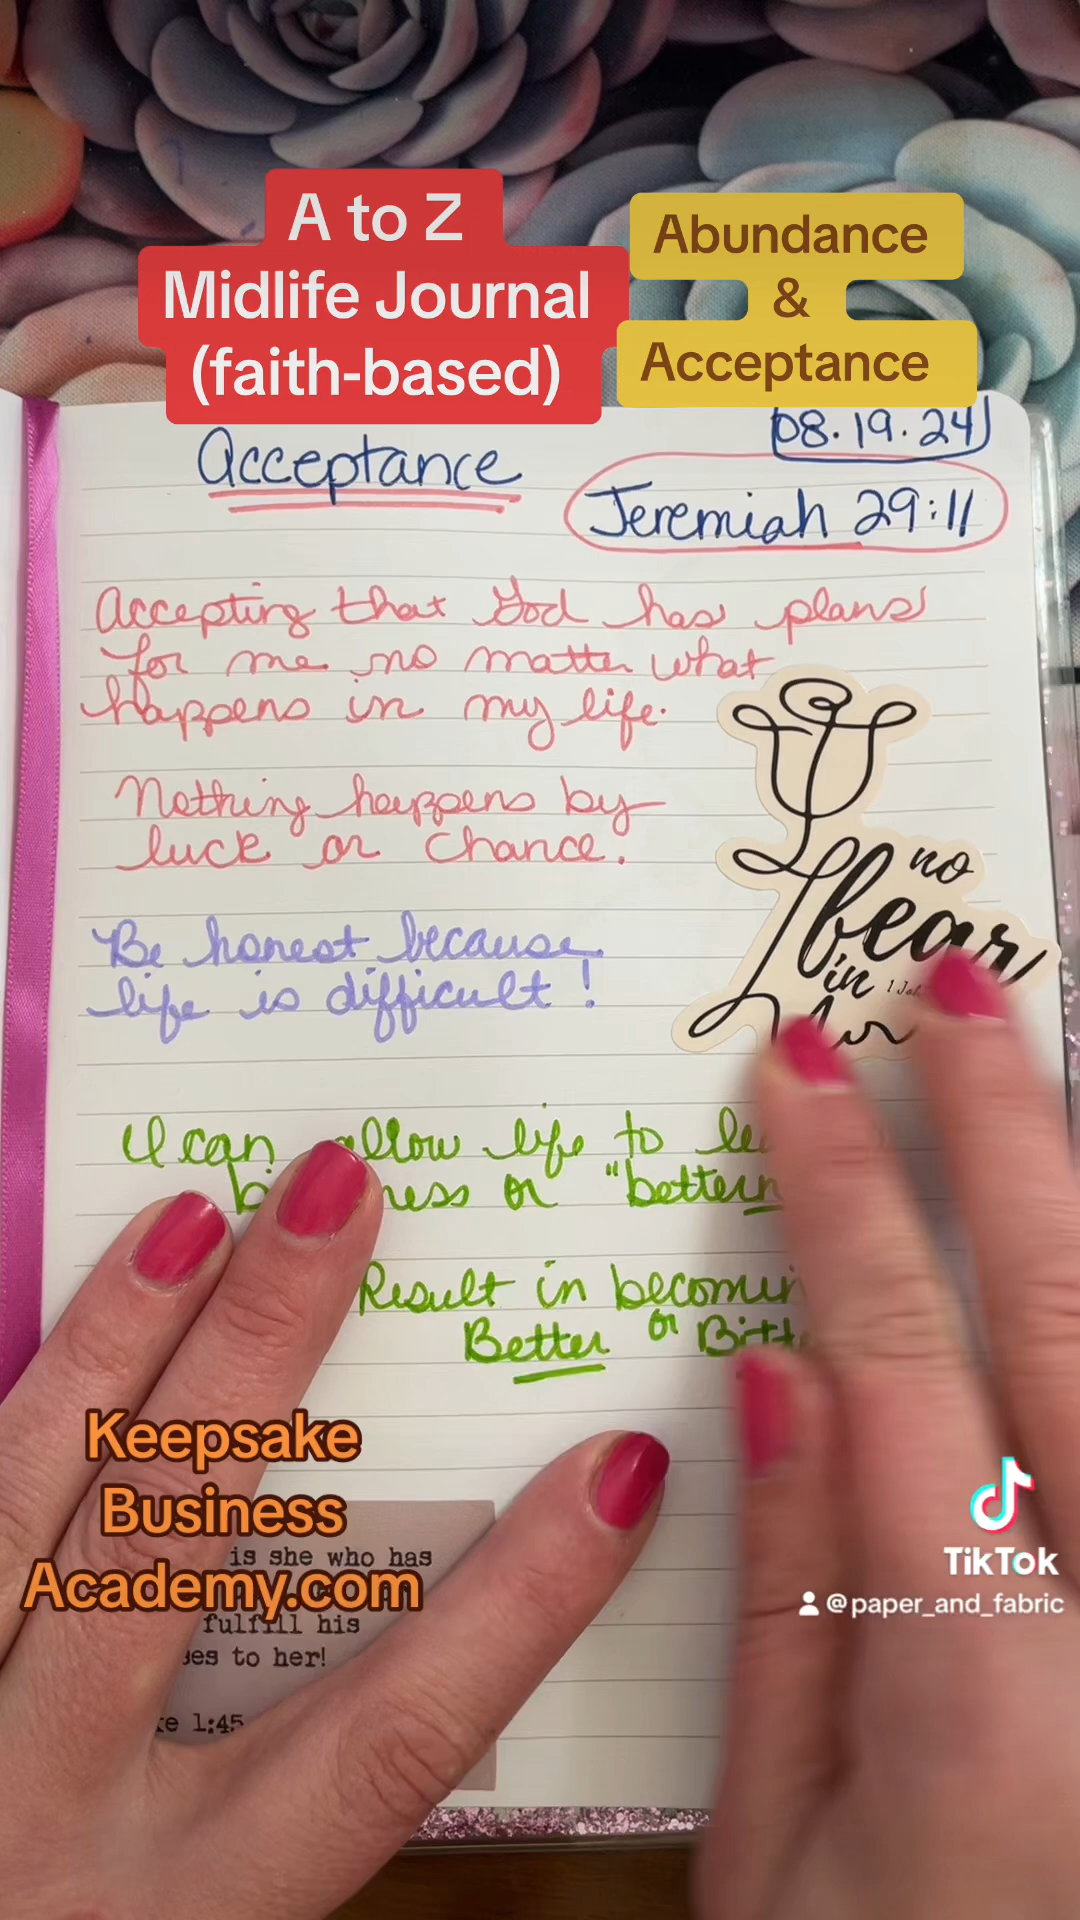 A to Z
Midlife Journal
(faith-based)
Abundance
&
Acceptance
08.19.24
Acceptance
Jeremiah 29:11
Accepting that God has plans
for me no matter what
happens in my life.
Nothing happens by
luck or chance.
Be honest because
life is difficult!
no
fear
in
I can allow life to
or "better
Result in
Better or
Keepsake
Business
Academy.com
is she who has
fulfill his
to her!
1:45
TikTok
@paper_and_fabric